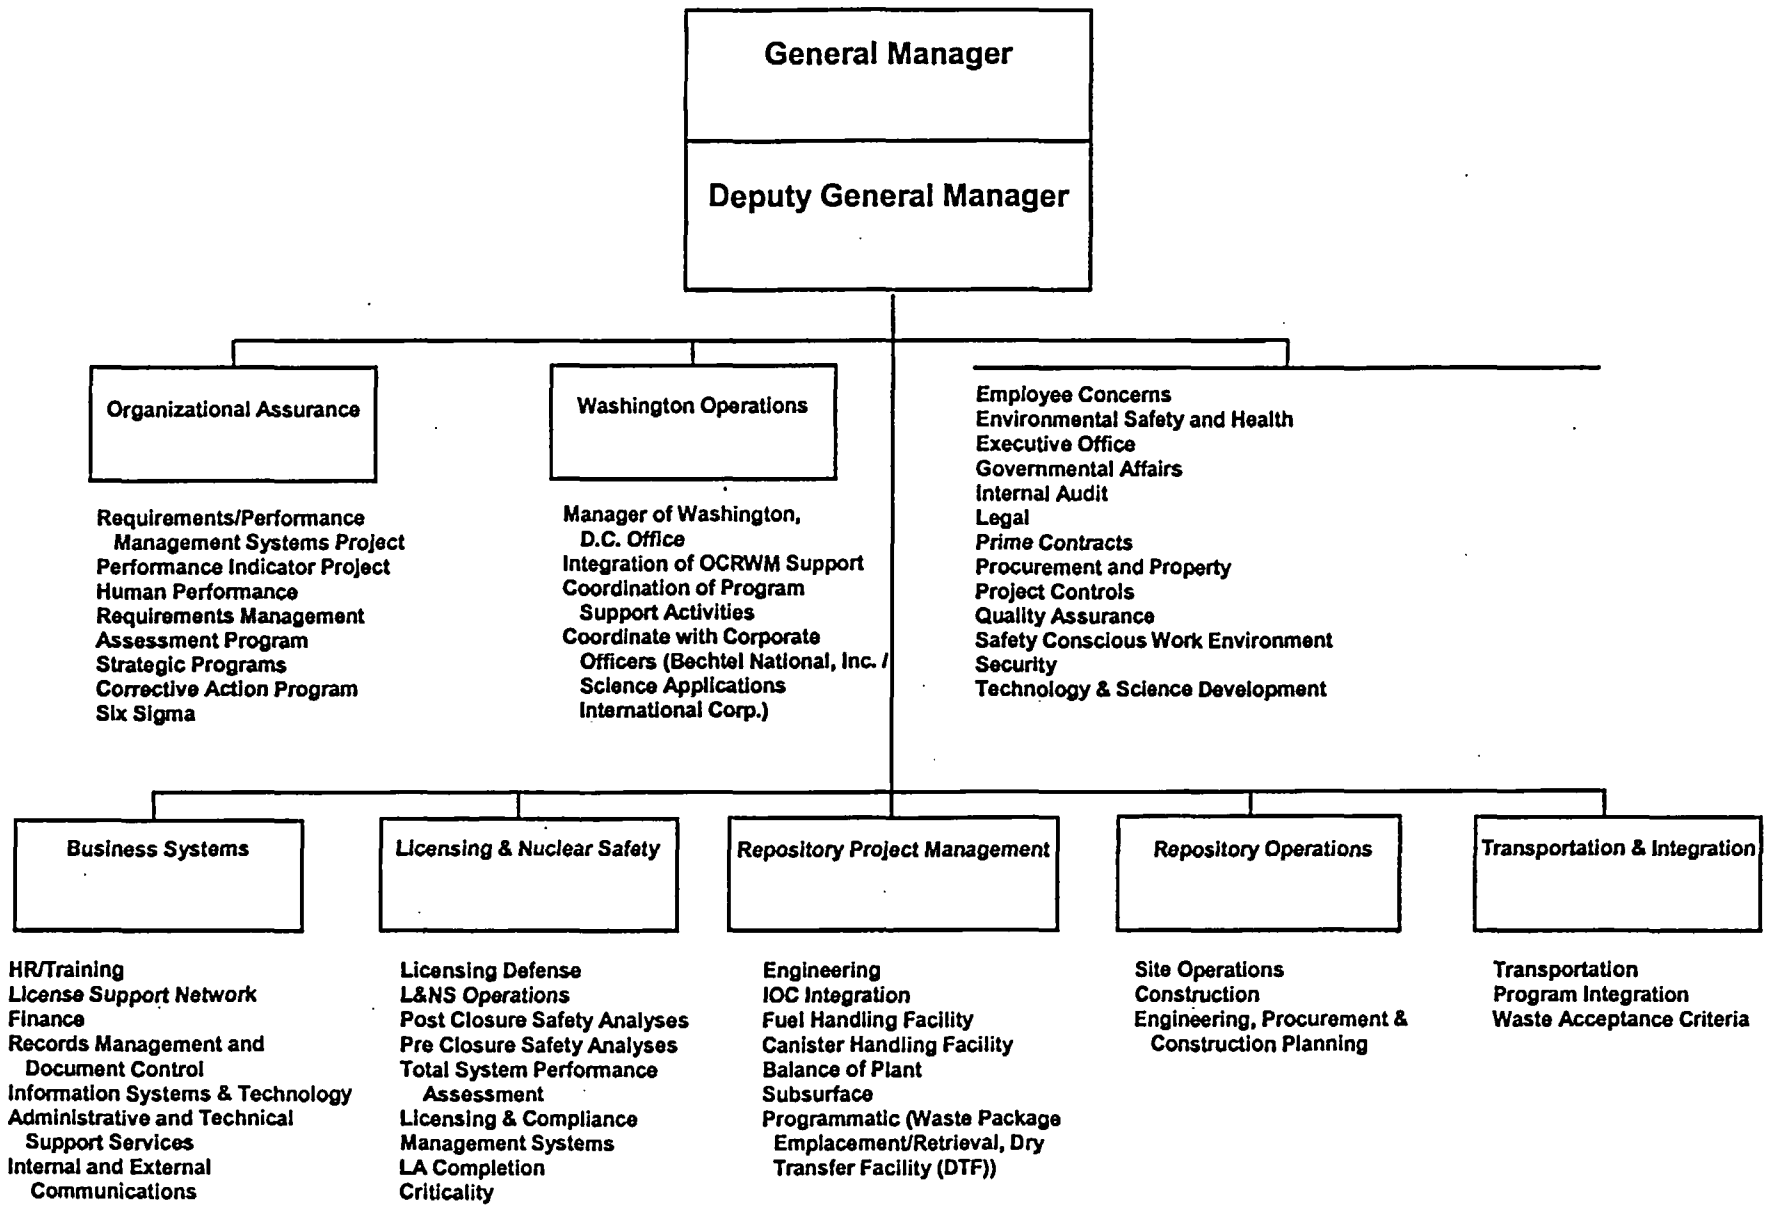 General Manager
Deputy General Manager
Organizational Assurance
Requirements/Performance
Management Systems Project
Performance Indicator Project
Human Performance
Requirements Management
Assessment Program
Strategic Programs
Corrective Action Program
Six Sigma
Washington Operations
Manager of Washington,
D.C. Office
Integration of OCRWM Support
Coordination of Program
Support Activities
Coordinate with Corporate
Officers (Bechtel National, Inc. /
Science Applications
International Corp.)
Employee Concerns
Environmental Safety and Health
Executive Office
Governmental Affairs
Internal Audit
Legal
Prime Contracts
Procurement and Property
Project Controls
Quality Assurance
Safety Conscious Work Environment
Security
Technology & Science Development
Business Systems
HR/Training
License Support Network
Finance
Records Management and
Document Control
Information Systems & Technology
Administrative and Technical
Support Services
Internal and External
Communications
Licensing & Nuclear Safety
Licensing Defense
L&NS Operations
Post Closure Safety Analyses
Pre Closure Safety Analyses
Total System Performance
Assessment
Licensing & Compliance
Management Systems
LA Completion
Criticality
Repository Project Management
Engineering
IOC Integration
Fuel Handling Facility
Canister Handling Facility
Balance of Plant
Subsurface
Programmatic (Waste Package
Emplacement/Retrieval, Dry
Transfer Facility (DTF))
Repository Operations
Site Operations
Construction
Engineering, Procurement &
Construction Planning
Transportation & Integration
Transportation
Program Integration
Waste Acceptance Criteria